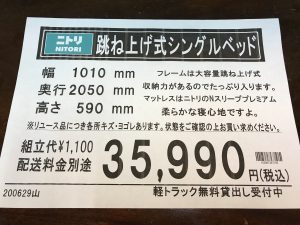 ニトリ
NITORI
跳ね上げ式シングルベッド
幅 1010 mm
奥行 2050 mm
高さ 590 mm
フレームは大容量跳ね上げ式
収納力があるのでたっぷり入ります。
マットレスはニトリのNスリーププレミアム
柔らかな寝心地ですよ。
※リユース品につき各所キズ・ヨゴレあります。状態をご確認の上お買い求めください。
組立代¥1,100
配送料金別途
35,990円(税込)
200629山
軽トラック無料貸出し受付中